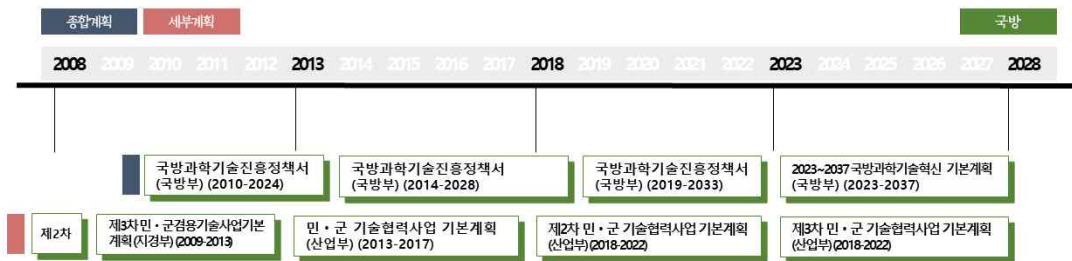 종합계획 세부계획 국방
2008 2009 2010 2011 2012 2013 2014 2015 2016 2017 2018 2019 2020 2021 2022 2023 2024 2025 2026 2027 2028
국방과학기술진흥정책서
(국방부) (2010-2024)
국방과학기술진흥정책서
(국방부) (2014-2028)
국방과학기술진흥정책서
(국방부) (2019-2033)
2023~2037 국방과학기술혁신 기본계획
(국방부) (2023-2037)
제2차
제3차 민・군겸용기술사업기본
계획(지경부) (2009-2013)
민・군 기술협력사업 기본계획
(산업부) (2013-2017)
제2차 민・군 기술협력사업 기본계획
(산업부)(2018-2022)
제3차 민・군 기술협력사업 기본계획
(산업부)(2018-2022)